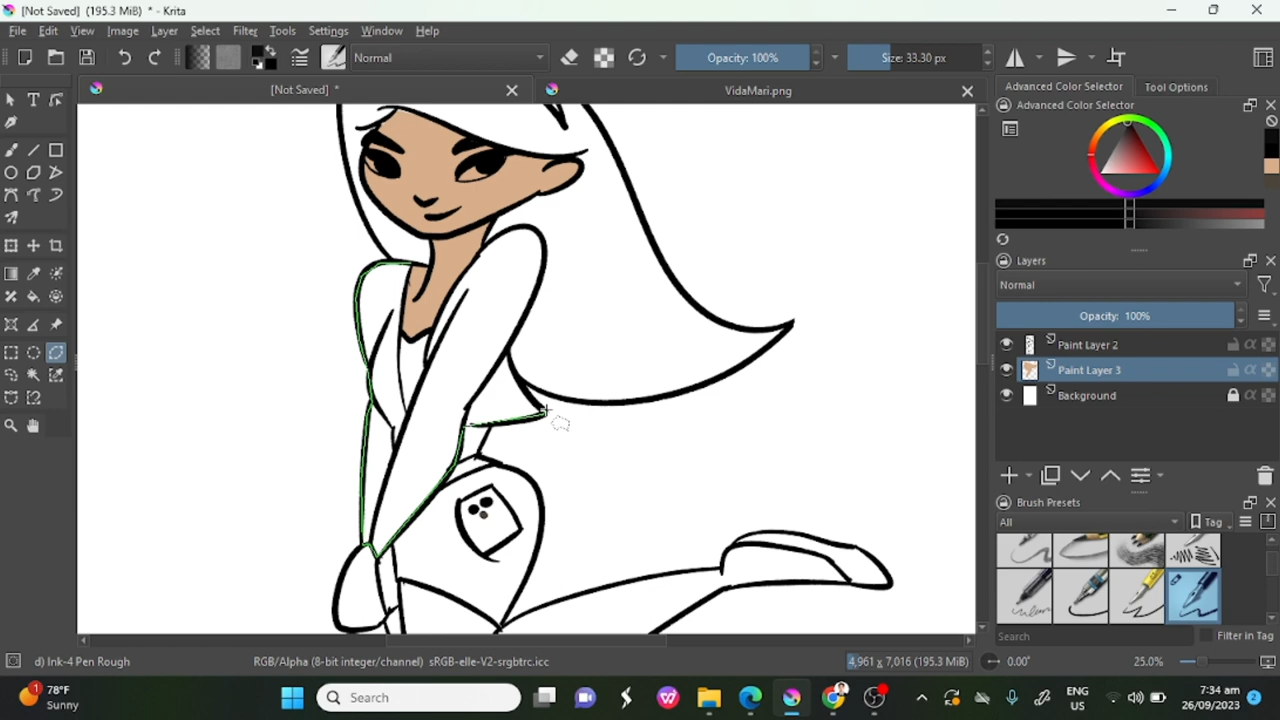 [Not Saved]  (195.3 MiB)  * - Krita
File Edit View Image Layer Select Filter Tools Settings Window Help
Normal
Opacity: 100%
Size: 33.30 px
[Not Saved] *
VidaMari.png
Advanced Color Selector
Tool Options
Advanced Color Selector
Layers
Normal
Opacity:  100%
Paint Layer 2
Paint Layer 3
Background
Brush Presets
All
Tag
Search
Filter in Tag
d) Ink-4 Pen Rough
RGB/Alpha (8-bit integer/channel)  sRGB-elle-V2-srgbtrc.icc
4,961 x 7,016 (195.3 MiB)
0.00°
25.0%
1
78°F
Sunny
Search
ENG
US
7:34 am
26/09/2023
2